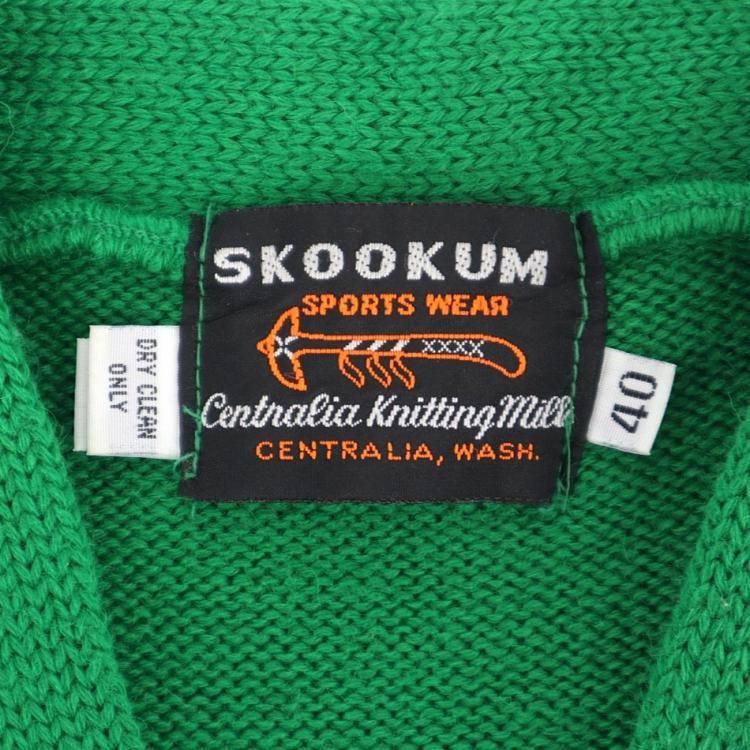 SKOOKUM
SPORTS WEAR
XXXX
Centralia Knitting Mills
CENTRALIA, WASH.
DRY CLEAN
ONLY
40